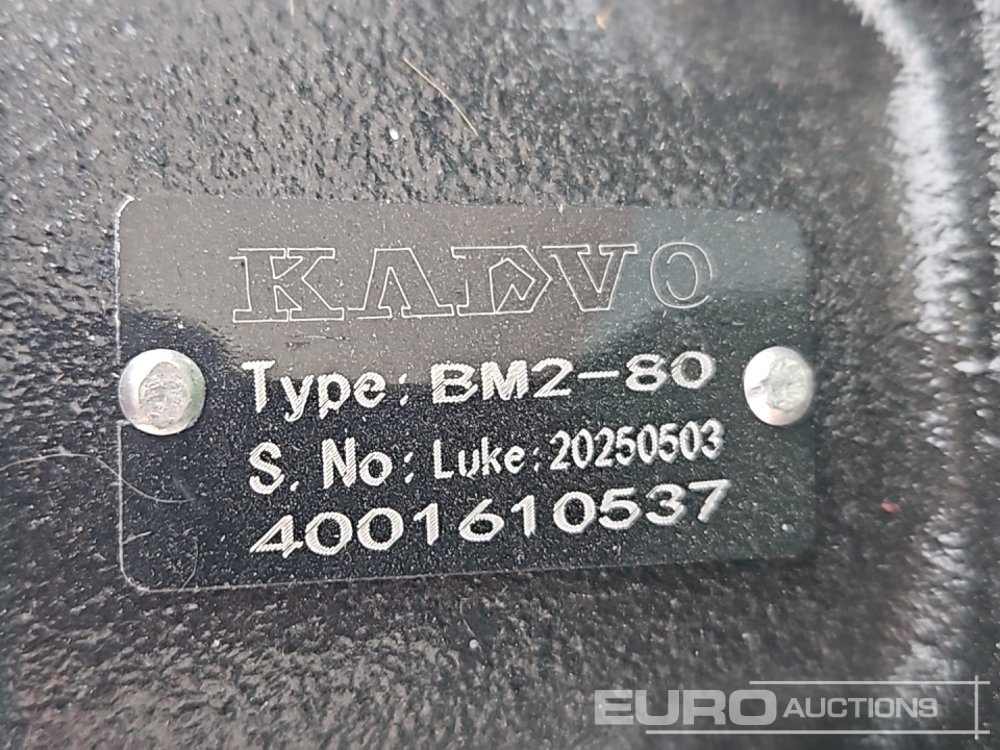 KADVO
Type: BM2-80
S. No: Luke: 20250503
4001610537
EURO AUCTIONS